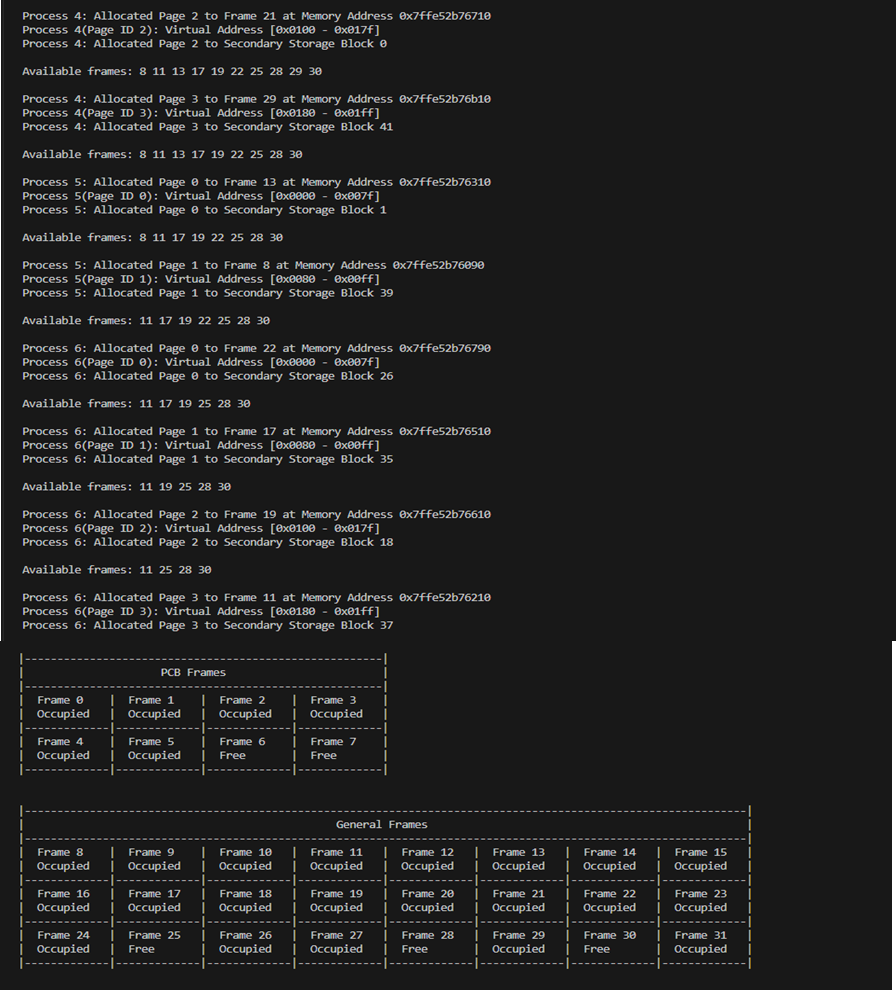 Process 4: Allocated Page 2 to Frame 21 at Memory Address 0x7ffe52b76710
Process 4(Page ID 2): Virtual Address [0x0100 - 0x017f]
Process 4: Allocated Page 2 to Secondary Storage Block 0
Available frames: 8 11 13 17 19 22 25 28 29 30
Process 4: Allocated Page 3 to Frame 29 at Memory Address 0x7ffe52b76b10
Process 4(Page ID 3): Virtual Address [0x0180 - 0x01ff]
Process 4: Allocated Page 3 to Secondary Storage Block 41
Available frames: 8 11 13 17 19 22 25 28 30
Process 5: Allocated Page 0 to Frame 13 at Memory Address 0x7ffe52b76310
Process 5(Page ID 0): Virtual Address [0x0000 - 0x007f]
Process 5: Allocated Page 0 to Secondary Storage Block 1
Available frames: 8 11 17 19 22 25 28 30
Process 5: Allocated Page 1 to Frame 8 at Memory Address 0x7ffe52b76090
Process 5(Page ID 1): Virtual Address [0x0080 - 0x00ff]
Process 5: Allocated Page 1 to Secondary Storage Block 39
Available frames: 11 17 19 22 25 28 30
Process 6: Allocated Page 0 to Frame 22 at Memory Address 0x7ffe52b76790
Process 6(Page ID 0): Virtual Address [0x0000 - 0x007f]
Process 6: Allocated Page 0 to Secondary Storage Block 26
Available frames: 11 17 19 25 28 30
Process 6: Allocated Page 1 to Frame 17 at Memory Address 0x7ffe52b76510
Process 6(Page ID 1): Virtual Address [0x0080 - 0x00ff]
Process 6: Allocated Page 1 to Secondary Storage Block 35
Available frames: 11 19 25 28 30
Process 6: Allocated Page 2 to Frame 19 at Memory Address 0x7ffe52b76610
Process 6(Page ID 2): Virtual Address [0x0100 - 0x017f]
Process 6: Allocated Page 2 to Secondary Storage Block 18
Available frames: 11 25 28 30
Process 6: Allocated Page 3 to Frame 11 at Memory Address 0x7ffe52b76210
Process 6(Page ID 3): Virtual Address [0x0180 - 0x01ff]
Process 6: Allocated Page 3 to Secondary Storage Block 37
PCB Frames
Frame 0 | Frame 1 | Frame 2 | Frame 3
Occupied | Occupied | Occupied | Occupied
Frame 4 | Frame 5 | Frame 6 | Frame 7
Occupied | Occupied | Free | Free
General Frames
Frame 8 | Frame 9 | Frame 10 | Frame 11 | Frame 12 | Frame 13 | Frame 14 | Frame 15
Occupied | Occupied | Occupied | Occupied | Occupied | Occupied | Occupied | Occupied
Frame 16 | Frame 17 | Frame 18 | Frame 19 | Frame 20 | Frame 21 | Frame 22 | Frame 23
Occupied | Occupied | Occupied | Occupied | Occupied | Occupied | Occupied | Occupied
Frame 24 | Frame 25 | Frame 26 | Frame 27 | Frame 28 | Frame 29 | Frame 30 | Frame 31
Occupied | Free | Occupied | Occupied | Free | Occupied | Free | Occupied